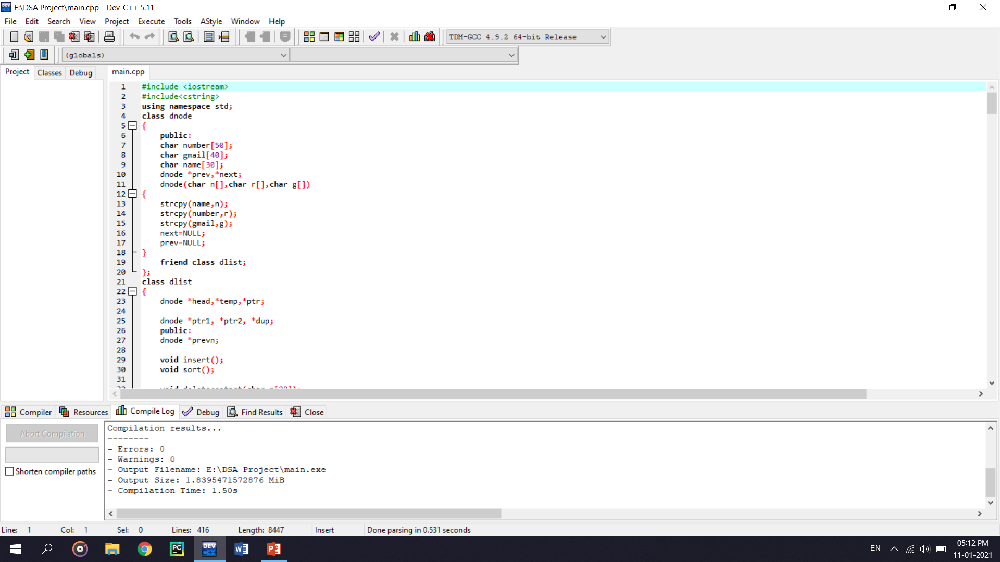 E:\DSA Project\main.cpp - Dev-C++ 5.11
File Edit Search View Project Execute Tools AStyle Window Help
TDM-GCC 4.9.2 64-bit Release
(globals)
Project Classes Debug main.cpp
1 #include <iostream>
2 #include<cstring>
3 using namespace std;
4 class dnode
5 {
6 public:
7 char number[50];
8 char gmail[40];
9 char name[30];
10 dnode *prev,*next;
11 dnode(char n[],char r[],char g[])
12 {
13 strcpy(name,n);
14 strcpy(number,r);
15 strcpy(gmail,g);
16 next=NULL;
17 prev=NULL;
18 }
19 friend class dlist;
20 };
21 class dlist
22 {
23 dnode *head,*temp,*ptr;
24
25 dnode *ptr1, *ptr2, *dup;
26 public:
27 dnode *prevn;
28
29 void insert();
30 void sort();
31
Compiler Resources Compile Log Debug Find Results Close
Abort Compilation
Shorten compiler paths
Compilation results...
--------
- Errors: 0
- Warnings: 0
- Output Filename: E:\DSA Project\main.exe
- Output Size: 1.8395471572876 MiB
- Compilation Time: 1.50s
Line: 1 Col: 1 Sel: 0 Lines: 416 Length: 8447 Insert Done parsing in 0.531 seconds
PC DEV C++ W P EN 05:12 PM
11-01-2021